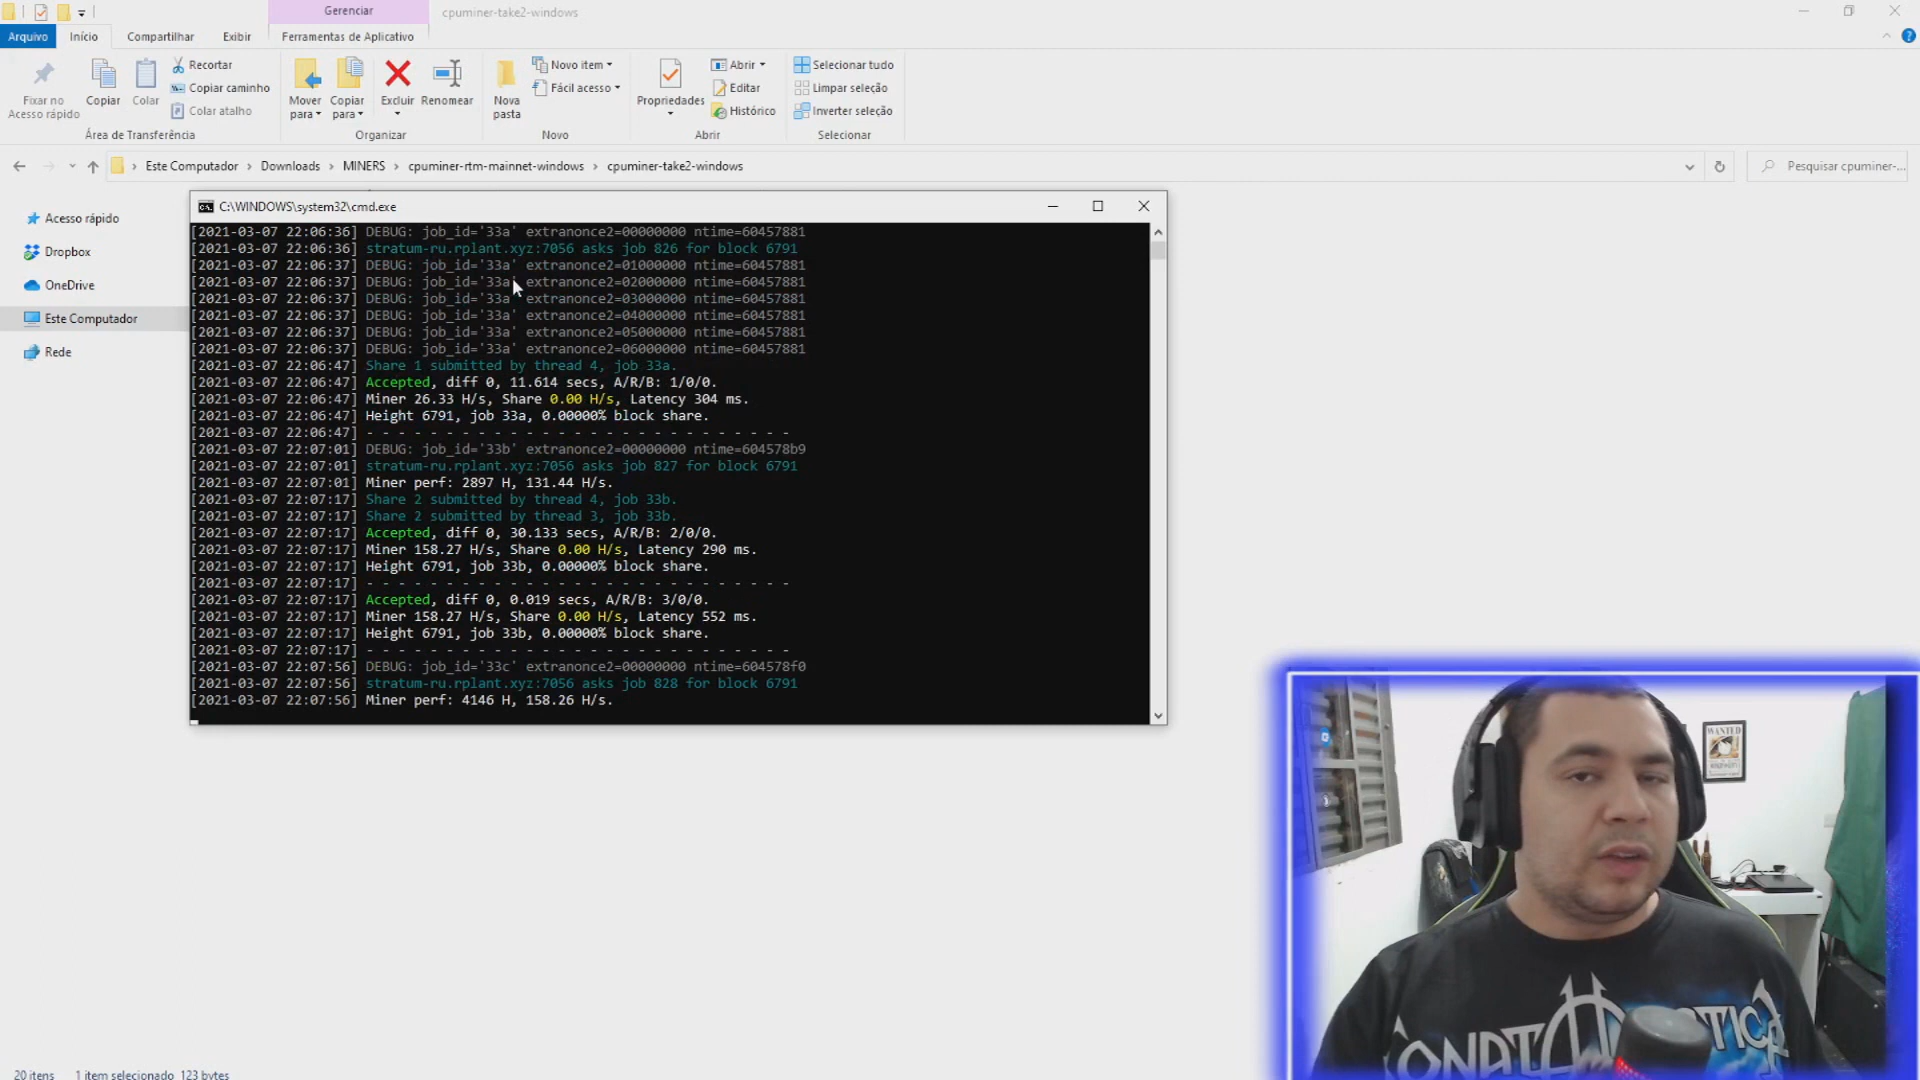 Gerenciar
cpuminer-take2-windows
Arquivo
Início
Compartilhar
Exibir
Ferramentas de Aplicativo
Fixar no Acesso rápido
Copiar
Colar
Recortar
Copiar caminho
Colar atalho
Mover para
Copiar para
Excluir
Renomear
Nova pasta
Novo item
Fácil acesso
Propriedades
Abrir
Editar
Histórico
Selecionar tudo
Limpar seleção
Inverter seleção
Área de Transferência
Organizar
Novo
Abrir
Selecionar
Este Computador > Downloads > MINERS > cpuminer-rtm-mainnet-windows > cpuminer-take2-windows
Pesquisar cpuminer-...
Acesso rápido
Dropbox
OneDrive
Este Computador
Rede
C:\WINDOWS\system32\cmd.exe
[2021-03-07 22:06:36] DEBUG: job_id='33a' extranonce2=00000000 ntime=60457881
[2021-03-07 22:06:36] stratum-ru.rplant.xyz:7056 asks job 826 for block 6791
[2021-03-07 22:06:37] DEBUG: job_id='33a' extranonce2=01000000 ntime=60457881
[2021-03-07 22:06:37] DEBUG: job_id='33a' extranonce2=02000000 ntime=60457881
[2021-03-07 22:06:37] DEBUG: job_id='33a' extranonce2=03000000 ntime=60457881
[2021-03-07 22:06:37] DEBUG: job_id='33a' extranonce2=04000000 ntime=60457881
[2021-03-07 22:06:37] DEBUG: job_id='33a' extranonce2=05000000 ntime=60457881
[2021-03-07 22:06:37] DEBUG: job_id='33a' extranonce2=06000000 ntime=60457881
[2021-03-07 22:06:47] Share 1 submitted by thread 4, job 33a.
[2021-03-07 22:06:47] Accepted, diff 0, 11.614 secs, A/R/B: 1/0/0.
[2021-03-07 22:06:47] Miner 26.33 H/s, Share 0.00 H/s, Latency 304 ms.
[2021-03-07 22:06:47] Height 6791, job 33a, 0.00000% block share.
[2021-03-07 22:06:47] - - - - - - - - - - - - - - - - - - - - - - - - - - -
[2021-03-07 22:07:01] DEBUG: job_id='33b' extranonce2=00000000 ntime=604578b9
[2021-03-07 22:07:01] stratum-ru.rplant.xyz:7056 asks job 827 for block 6791
[2021-03-07 22:07:01] Miner perf: 2897 H, 131.44 H/s.
[2021-03-07 22:07:17] Share 2 submitted by thread 4, job 33b.
[2021-03-07 22:07:17] Share 2 submitted by thread 3, job 33b.
[2021-03-07 22:07:17] Accepted, diff 0, 30.133 secs, A/R/B: 2/0/0.
[2021-03-07 22:07:17] Miner 158.27 H/s, Share 0.00 H/s, Latency 290 ms.
[2021-03-07 22:07:17] Height 6791, job 33b, 0.00000% block share.
[2021-03-07 22:07:17] - - - - - - - - - - - - - - - - - - - - - - - - - - -
[2021-03-07 22:07:17] Accepted, diff 0, 0.019 secs, A/R/B: 3/0/0.
[2021-03-07 22:07:17] Miner 158.27 H/s, Share 0.00 H/s, Latency 552 ms.
[2021-03-07 22:07:17] Height 6791, job 33b, 0.00000% block share.
[2021-03-07 22:07:17] - - - - - - - - - - - - - - - - - - - - - - - - - - -
[2021-03-07 22:07:56] DEBUG: job_id='33c' extranonce2=00000000 ntime=604578f0
[2021-03-07 22:07:56] stratum-ru.rplant.xyz:7056 asks job 828 for block 6791
[2021-03-07 22:07:56] Miner perf: 4146 H, 158.26 H/s.
WANTED
20 itens
1 item selecionado 123 bytes